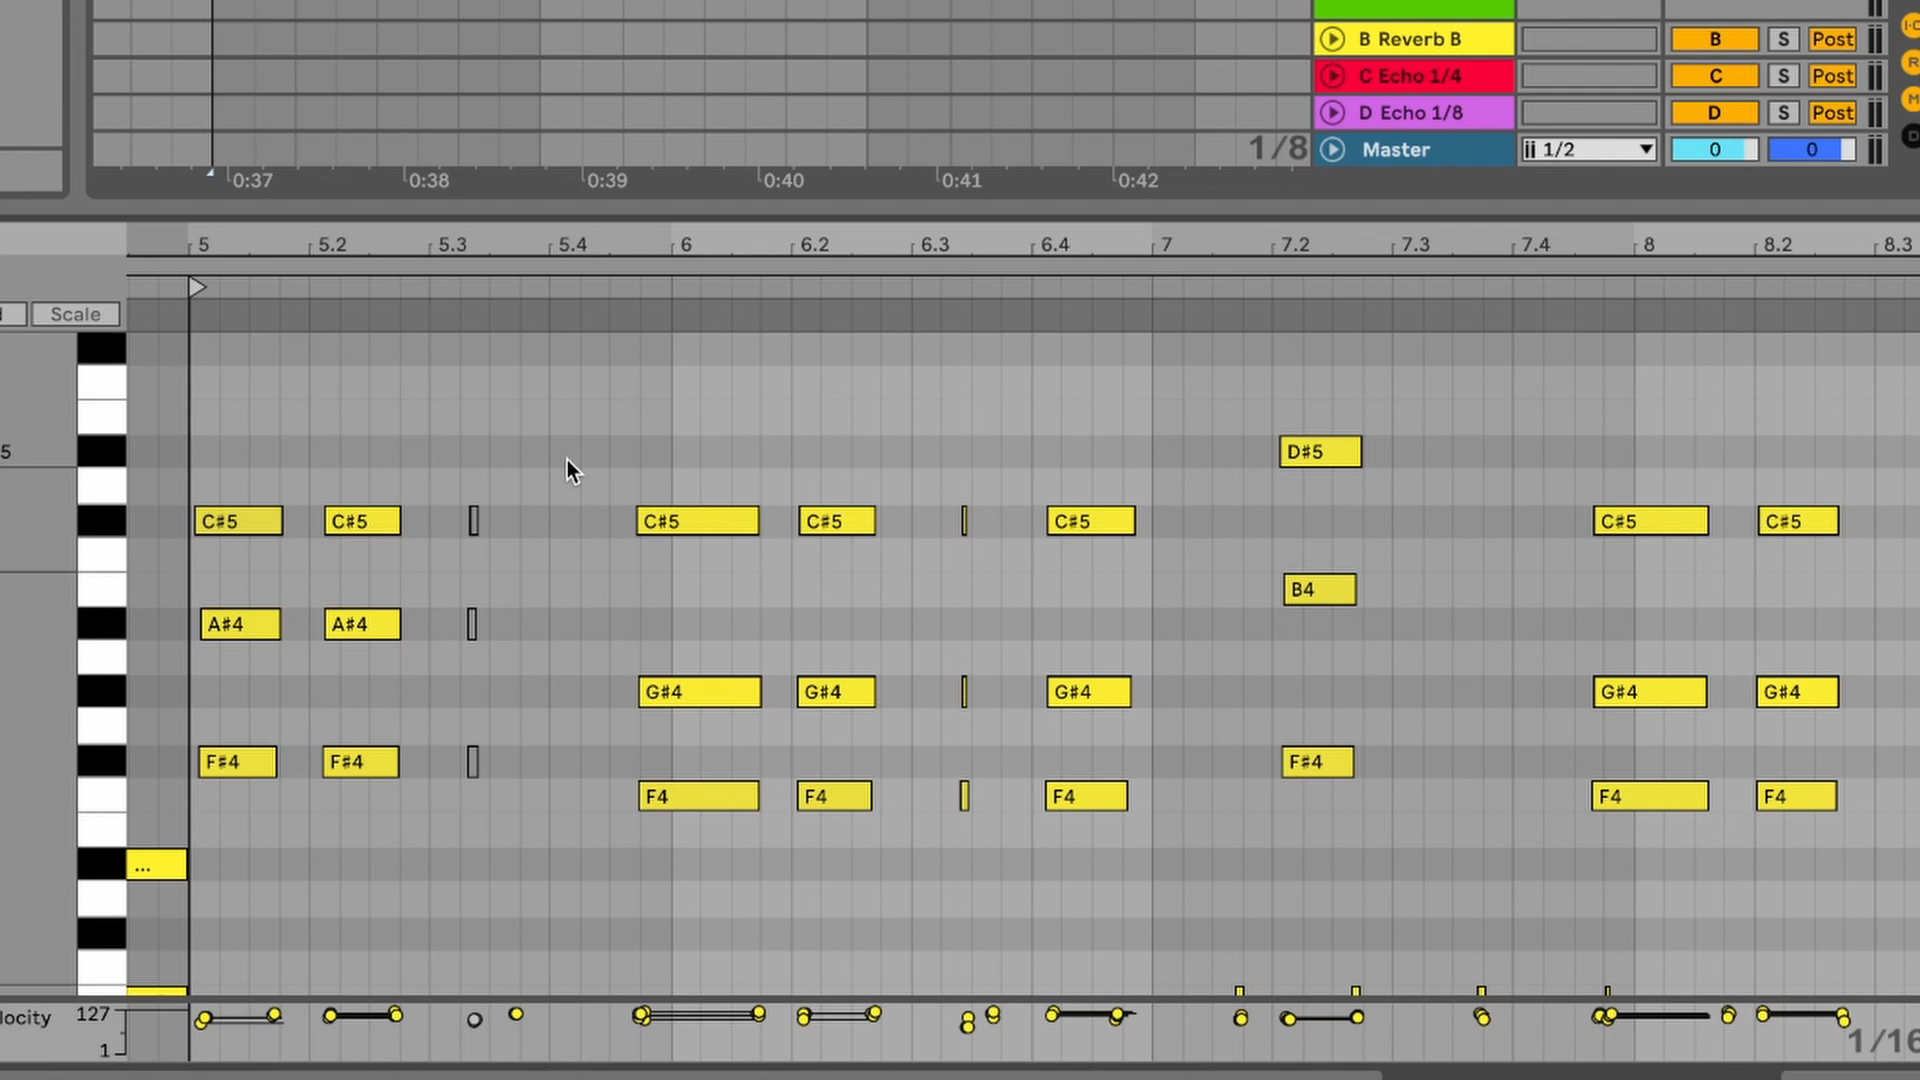 B Reverb B B S Post
C Echo 1/4 C S Post
D Echo 1/8 D S Post
1/8 Master 1/2 0 0
0:37 0:38 0:39 0:40 0:41 0:42
5 5.2 5.3 5.4 6 6.2 6.3 6.4 7 7.2 7.3 7.4 8 8.2 8.3
Scale
5 D#5
C#5 C#5 C#5 C#5 C#5 C#5 C#5
B4
A#4 A#4
G#4 G#4 G#4 G#4 G#4
F#4 F#4 F#4
F4 F4 F4 F4 F4
...
locity 127
1
1/16